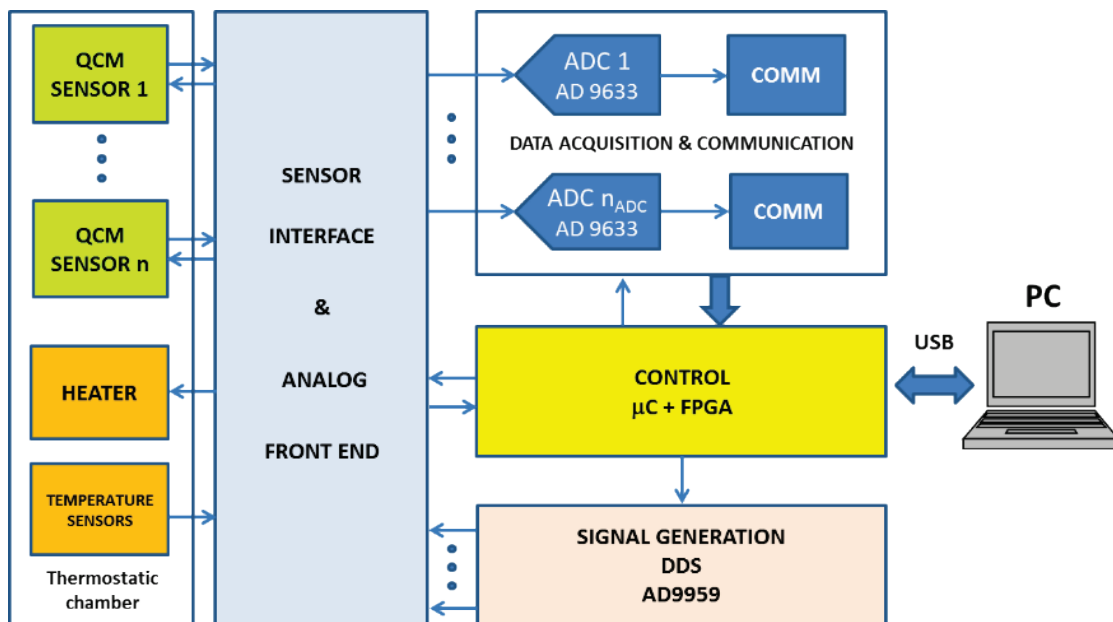 QCM
SENSOR 1
QCM
SENSOR n
HEATER
TEMPERATURE
SENSORS
Thermostatic
chamber
SENSOR
INTERFACE
&
ANALOG
FRONT END
ADC 1
AD 9633
COMM
DATA ACQUISITION & COMMUNICATION
ADC nADC
AD 9633
COMM
CONTROL
μC + FPGA
SIGNAL GENERATION
DDS
AD9959
USB
PC